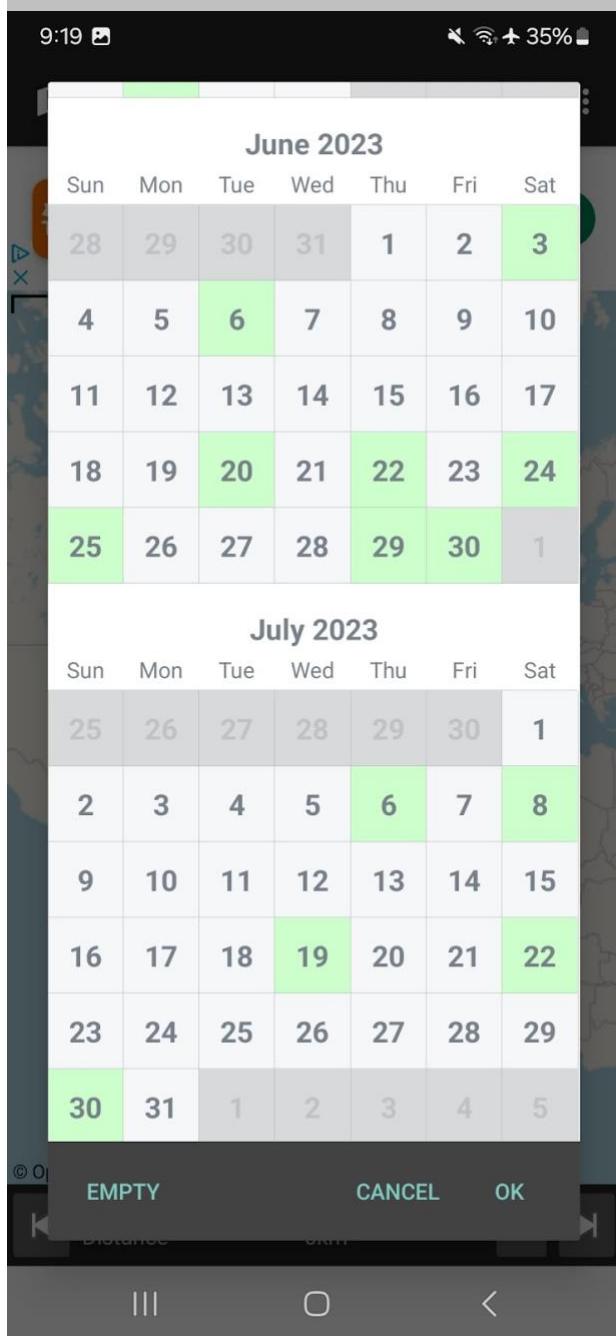 9:19 35%
June 2023
Sun Mon Tue Wed Thu Fri Sat
28 29 30 31 1 2 3
4 5 6 7 8 9 10
11 12 13 14 15 16 17
18 19 20 21 22 23 24
25 26 27 28 29 30 1
July 2023
Sun Mon Tue Wed Thu Fri Sat
25 26 27 28 29 30 1
2 3 4 5 6 7 8
9 10 11 12 13 14 15
16 17 18 19 20 21 22
23 24 25 26 27 28 29
30 31 1 2 3 4 5
EMPTY CANCEL OK